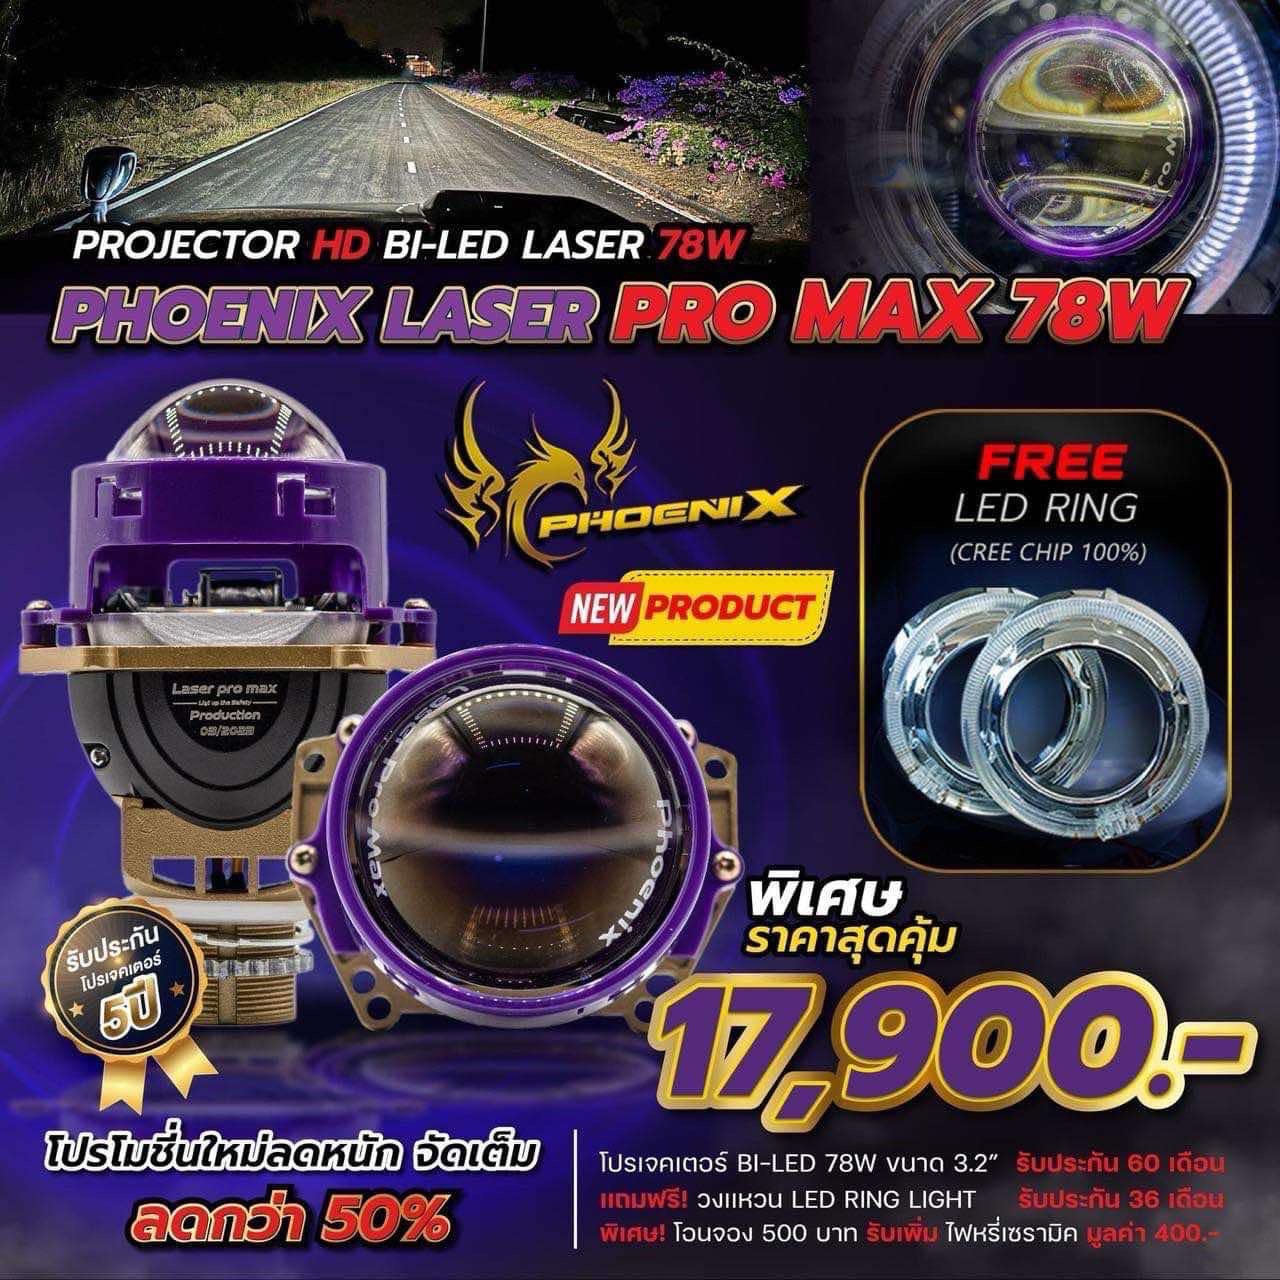 PROJECTOR HD BI-LED LASER 78W
PHOENIX LASER PRO MAX 78W
PHOENIX
NEW PRODUCT
FREE
LED RING
(CREE CHIP 100%)
Laser pro max
Light up the Safety
Production
03/2023
Laser Pro Max
Phoenix
รับประกัน
โปรเจคเตอร์
5ปี
พิเศษ
ราคาสุดคุ้ม
17,900.-
โปรโมชั่นใหม่ลดหนัก จัดเต็ม
ลดกว่า 50%
โปรเจคเตอร์ BI-LED 78W ขนาด 3.2” รับประกัน 60 เดือน
แถมฟรี! วงแหวน LED RING LIGHT รับประกัน 36 เดือน
พิเศษ! โอนจอง 500 บาท รับเพิ่ม ไฟหรี่เซรามิค มูลค่า 400.-